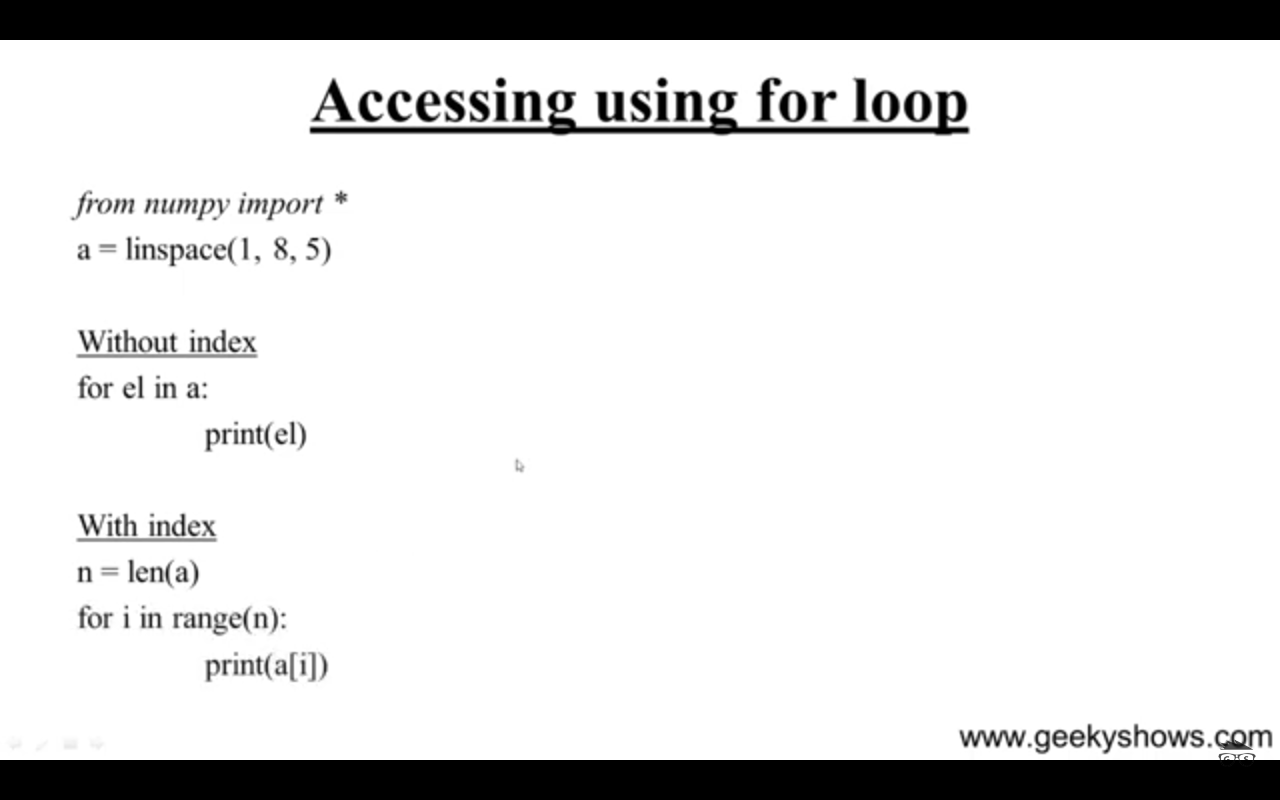 Accessing using for loop
from numpy import *
a = linspace(1, 8, 5)
Without index
for el in a:
print(el)
With index
n = len(a)
for i in range(n):
print(a[i])
www.geekyshows.com